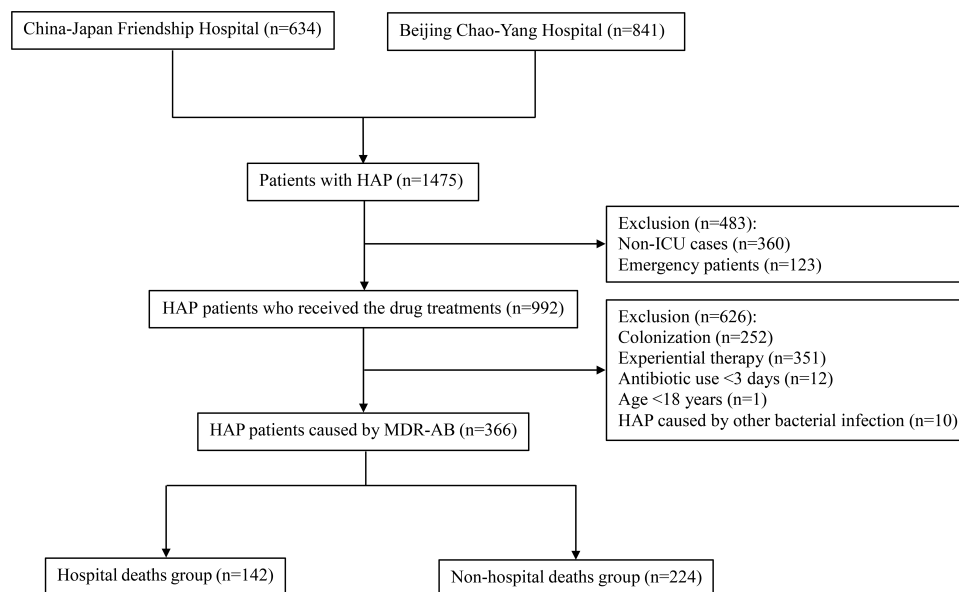 China-Japan Friendship Hospital (n=634)
Beijing Chao-Yang Hospital (n=841)
Patients with HAP (n=1475)
Exclusion (n=483):
Non-ICU cases (n=360)
Emergency patients (n=123)
HAP patients who received the drug treatments (n=992)
Exclusion (n=626):
Colonization (n=252)
Experiential therapy (n=351)
Antibiotic use <3 days (n=12)
Age <18 years (n=1)
HAP caused by other bacterial infection (n=10)
HAP patients caused by MDR-AB (n=366)
Hospital deaths group (n=142)
Non-hospital deaths group (n=224)